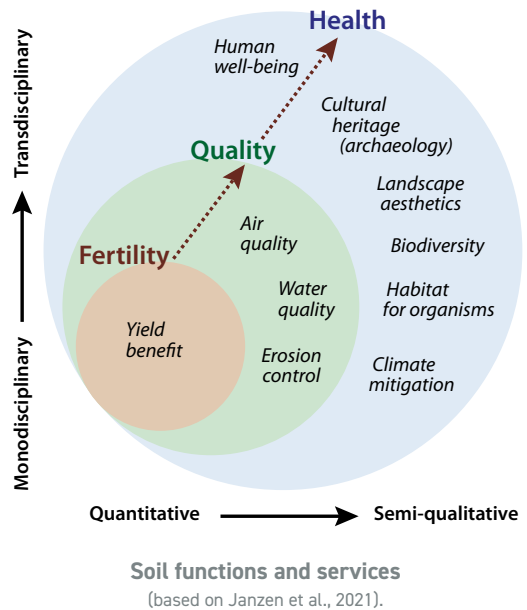 Health
Human
well-being
Cultural
heritage
(archaeology)
Quality
Landscape
aesthetics
Air
quality
Biodiversity
Fertility
Water
quality
Habitat
for organisms
Yield
benefit
Erosion
control
Climate
mitigation
Transdisciplinary
Monodisciplinary
Quantitative
Semi-qualitative
Soil functions and services
(based on Janzen et al., 2021).